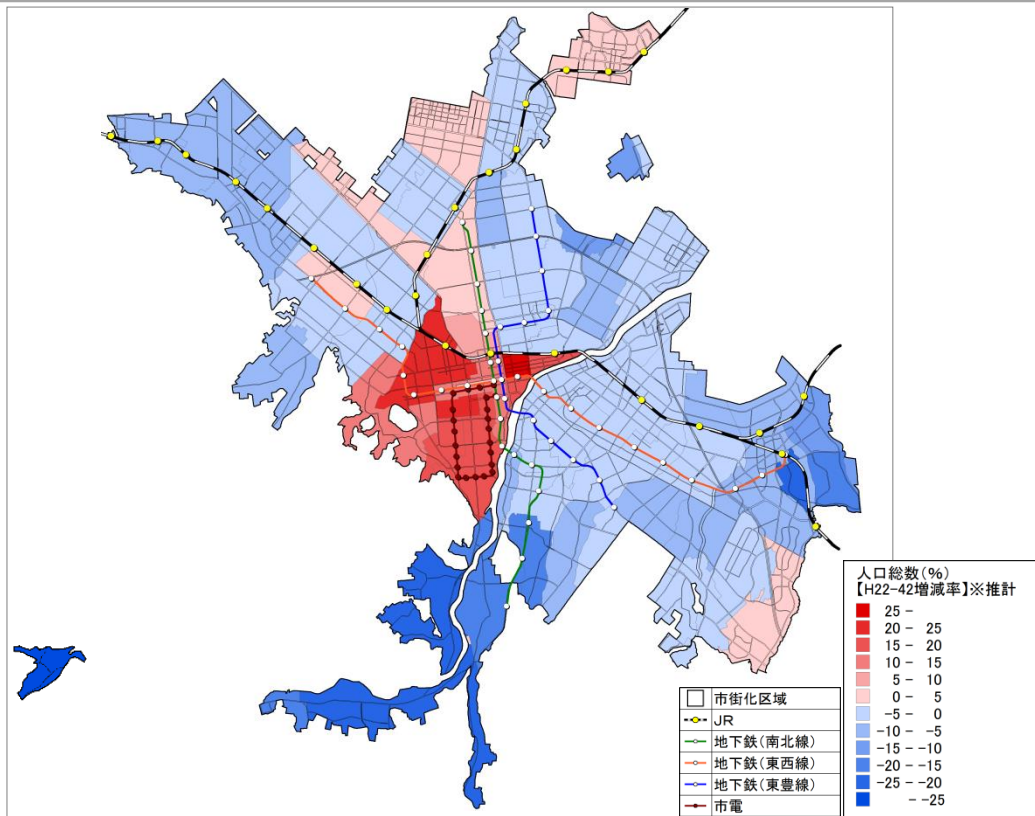 人口総数(%)
【H22-42増減率】※推計
25 -
20 - 25
15 - 20
10 - 15
5 - 10
0 - 5
-5 - 0
-10 - -5
-15 - -10
-20 - -15
-25 - -20
- -25
市街化区域
JR
地下鉄(南北線)
地下鉄(東西線)
地下鉄(東豊線)
市電